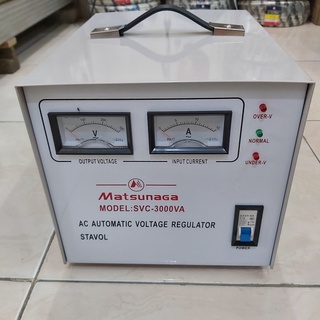 V
A
OUTPUT VOLTAGE
INPUT CURRENT
OVER-V
NORMAL
UNDER-V
Matsunaga
MODEL:SVC-3000VA
AC AUTOMATIC VOLTAGE REGULATOR
STAVOL
POWER